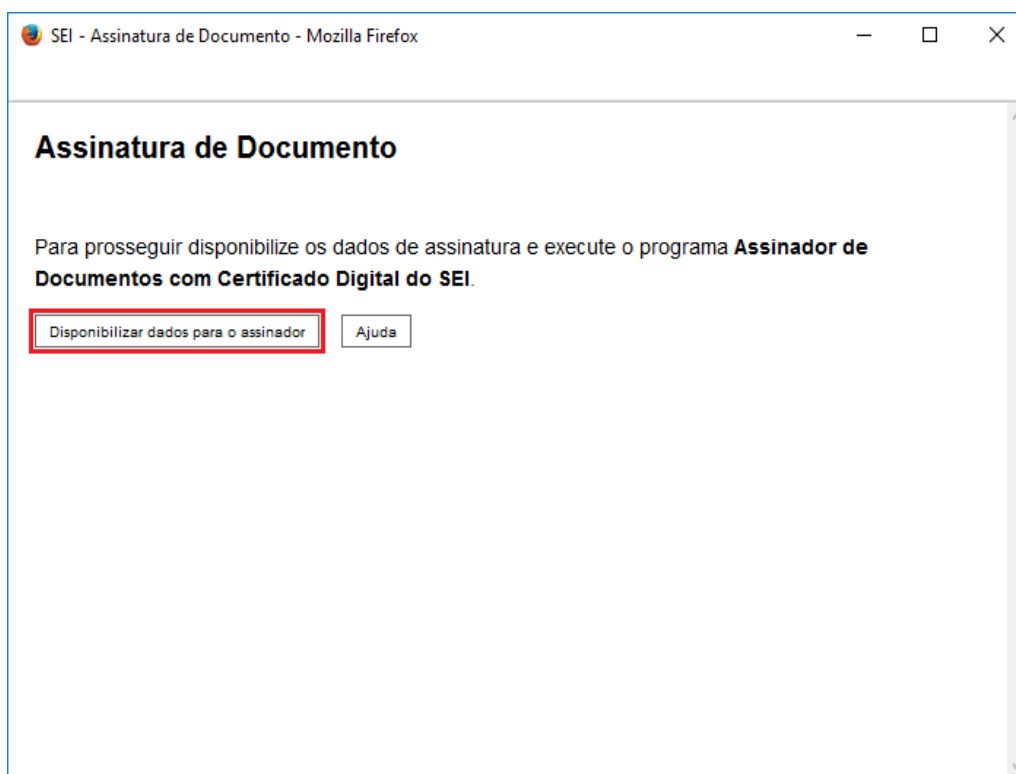 SEI - Assinatura de Documento - Mozilla Firefox
Assinatura de Documento
Para prosseguir disponibilize os dados de assinatura e execute o programa Assinador de
Documentos com Certificado Digital do SEI.
Disponibilizar dados para o assinador
Ajuda